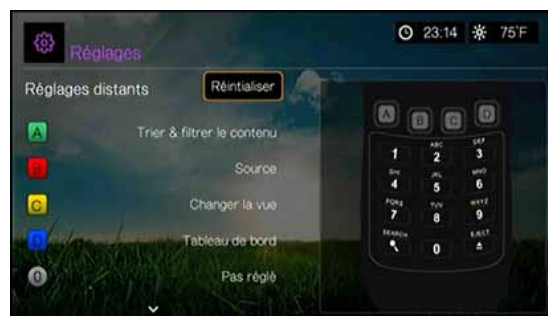 23:14 75°F
Réglages
Réglages distants Réintialiser
A Trier & filtrer le contenu
B Source
C Changer la vue
D Tableau de bord
0 Pas réglé
A B C D
ABC DEF
1 2 3
GHI JKL MNO
4 5 6
PQRS TUV WXYZ
7 8 9
SEARCH EJECT
0